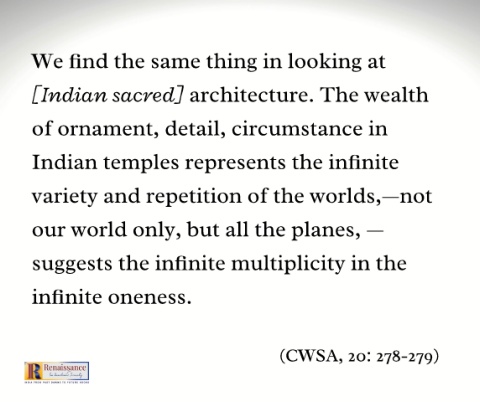 We find the same thing in looking at
[Indian sacred] architecture. The wealth
of ornament, detail, circumstance in
Indian temples represents the infinite
variety and repetition of the worlds,—not
our world only, but all the planes, —
suggests the infinite multiplicity in the
infinite oneness.
(CWSA, 20: 278-279)
Renaissance